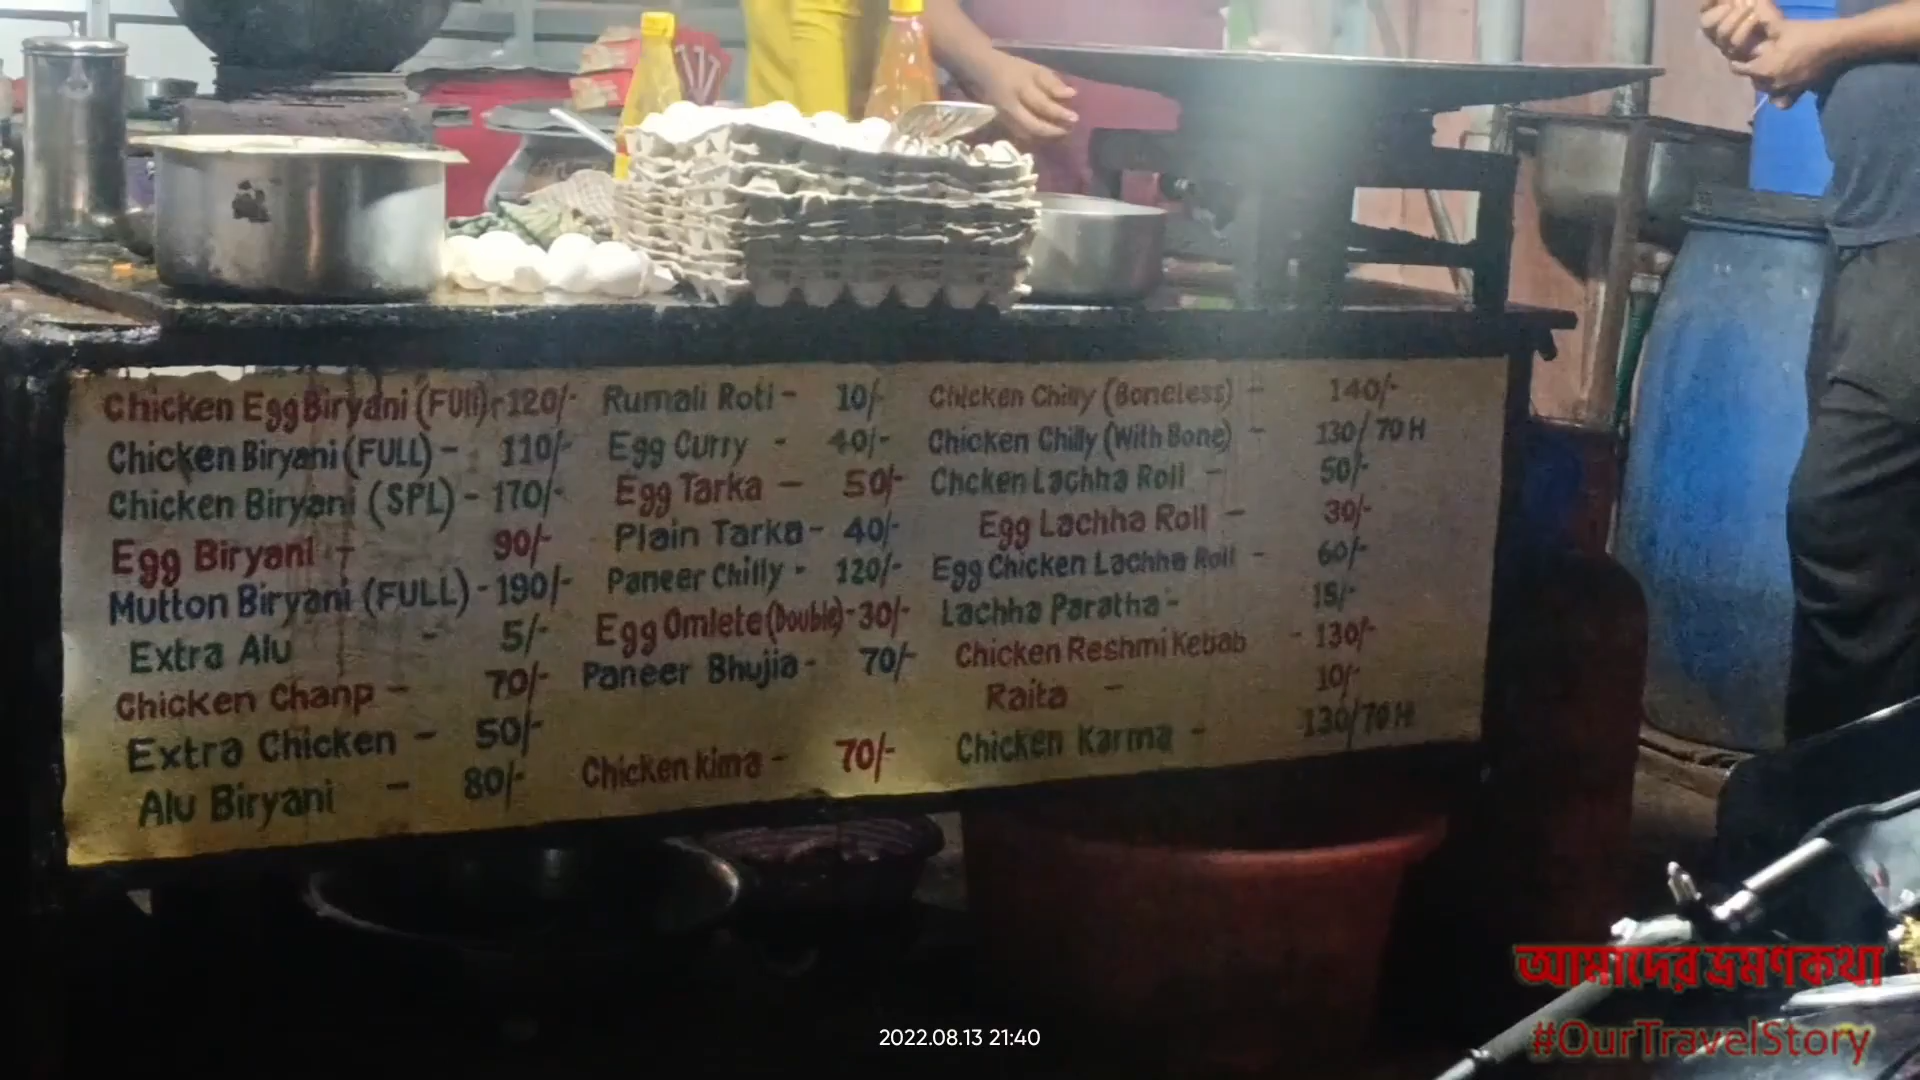 Chicken Egg Biryani (FUll) - 120/-
Chicken Biryani (FULL) - 110/-
Chicken Biryani (SPL) - 170/-
Egg Biryani - 90/-
Mutton Biryani (FULL) - 190/-
Extra Alu - 5/-
Chicken Chanp - 70/-
Extra Chicken - 50/-
Alu Biryani - 80/-
Rumali Roti - 10/-
Egg Curry - 40/-
Egg Tarka - 50/-
Plain Tarka - 40/-
Paneer Chilly - 120/-
Egg Omlete (Double) - 30/-
Paneer Bhujia - 70/-
Chicken kima - 70/-
Chicken Chilly (Boneless) - 140/-
Chicken Chilly (With Bone) - 130/70 H
Chcken Lachha Roll - 50/-
Egg Lachha Roll - 30/-
Egg Chicken Lachha Roll - 60/-
Lachha Paratha - 15/-
Chicken Reshmi Kebab - 130/-
Raita - 10/-
Chicken Karma - 130/70 H
আমাদের ভ্রমণকথা
#OurTravelStory
2022.08.13 21:40